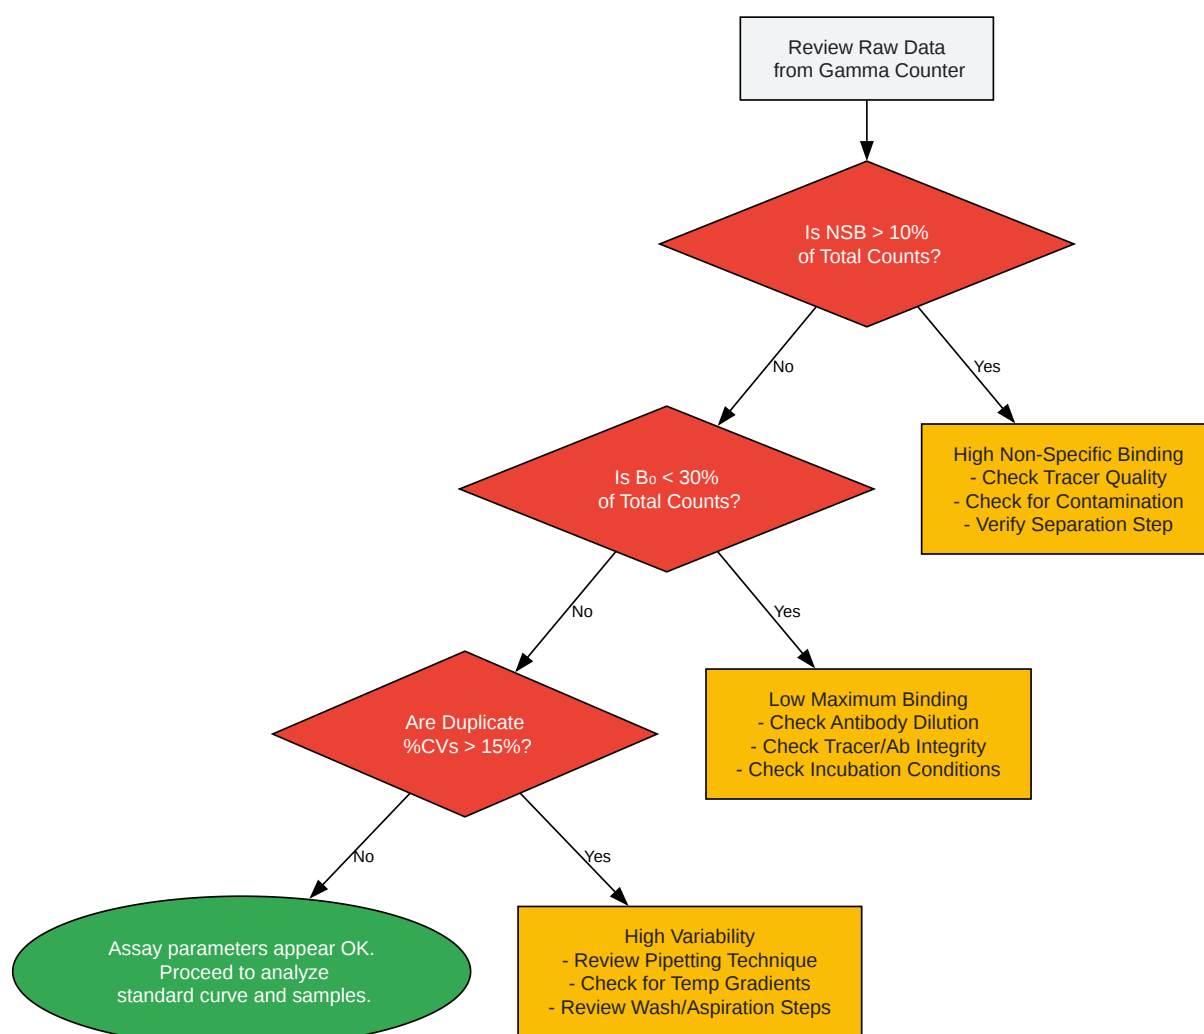 Review Raw Data
from Gamma Counter
Is NSB > 10%
of Total Counts?
No
Yes
High Non-Specific Binding
- Check Tracer Quality
- Check for Contamination
- Verify Separation Step
Is B₀ < 30%
of Total Counts?
No
Yes
Low Maximum Binding
- Check Antibody Dilution
- Check Tracer/Ab Integrity
- Check Incubation Conditions
Are Duplicate
%CVs > 15%?
No
Yes
Assay parameters appear OK.
Proceed to analyze
standard curve and samples.
High Variability
- Review Pipetting Technique
- Check for Temp Gradients
- Review Wash/Aspiration Steps